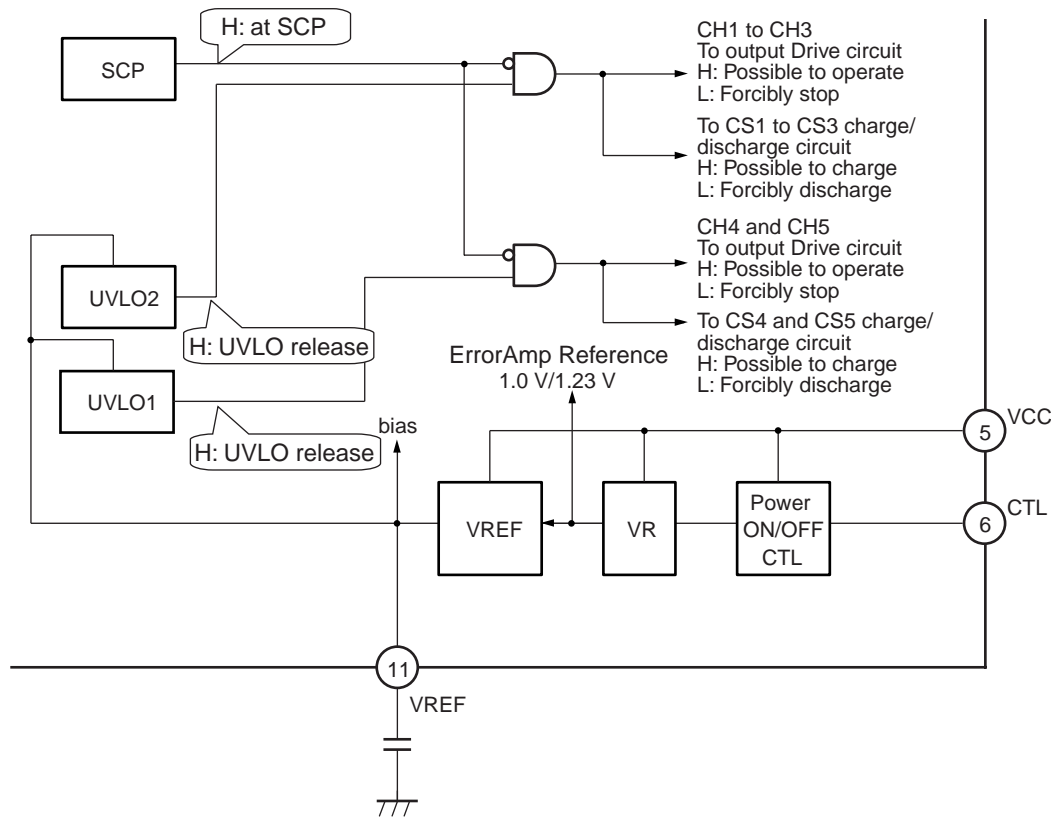 H: at SCP
SCP
CH1 to CH3
To output Drive circuit
H: Possible to operate
L: Forcibly stop
To CS1 to CS3 charge/
discharge circuit
H: Possible to charge
L: Forcibly discharge
CH4 and CH5
To output Drive circuit
H: Possible to operate
L: Forcibly stop
To CS4 and CS5 charge/
discharge circuit
H: Possible to charge
L: Forcibly discharge
UVLO2
H: UVLO release
UVLO1
H: UVLO release
ErrorAmp Reference
1.0 V/1.23 V
bias
VREF
VR
Power
ON/OFF
CTL
5
VCC
6
CTL
11
VREF